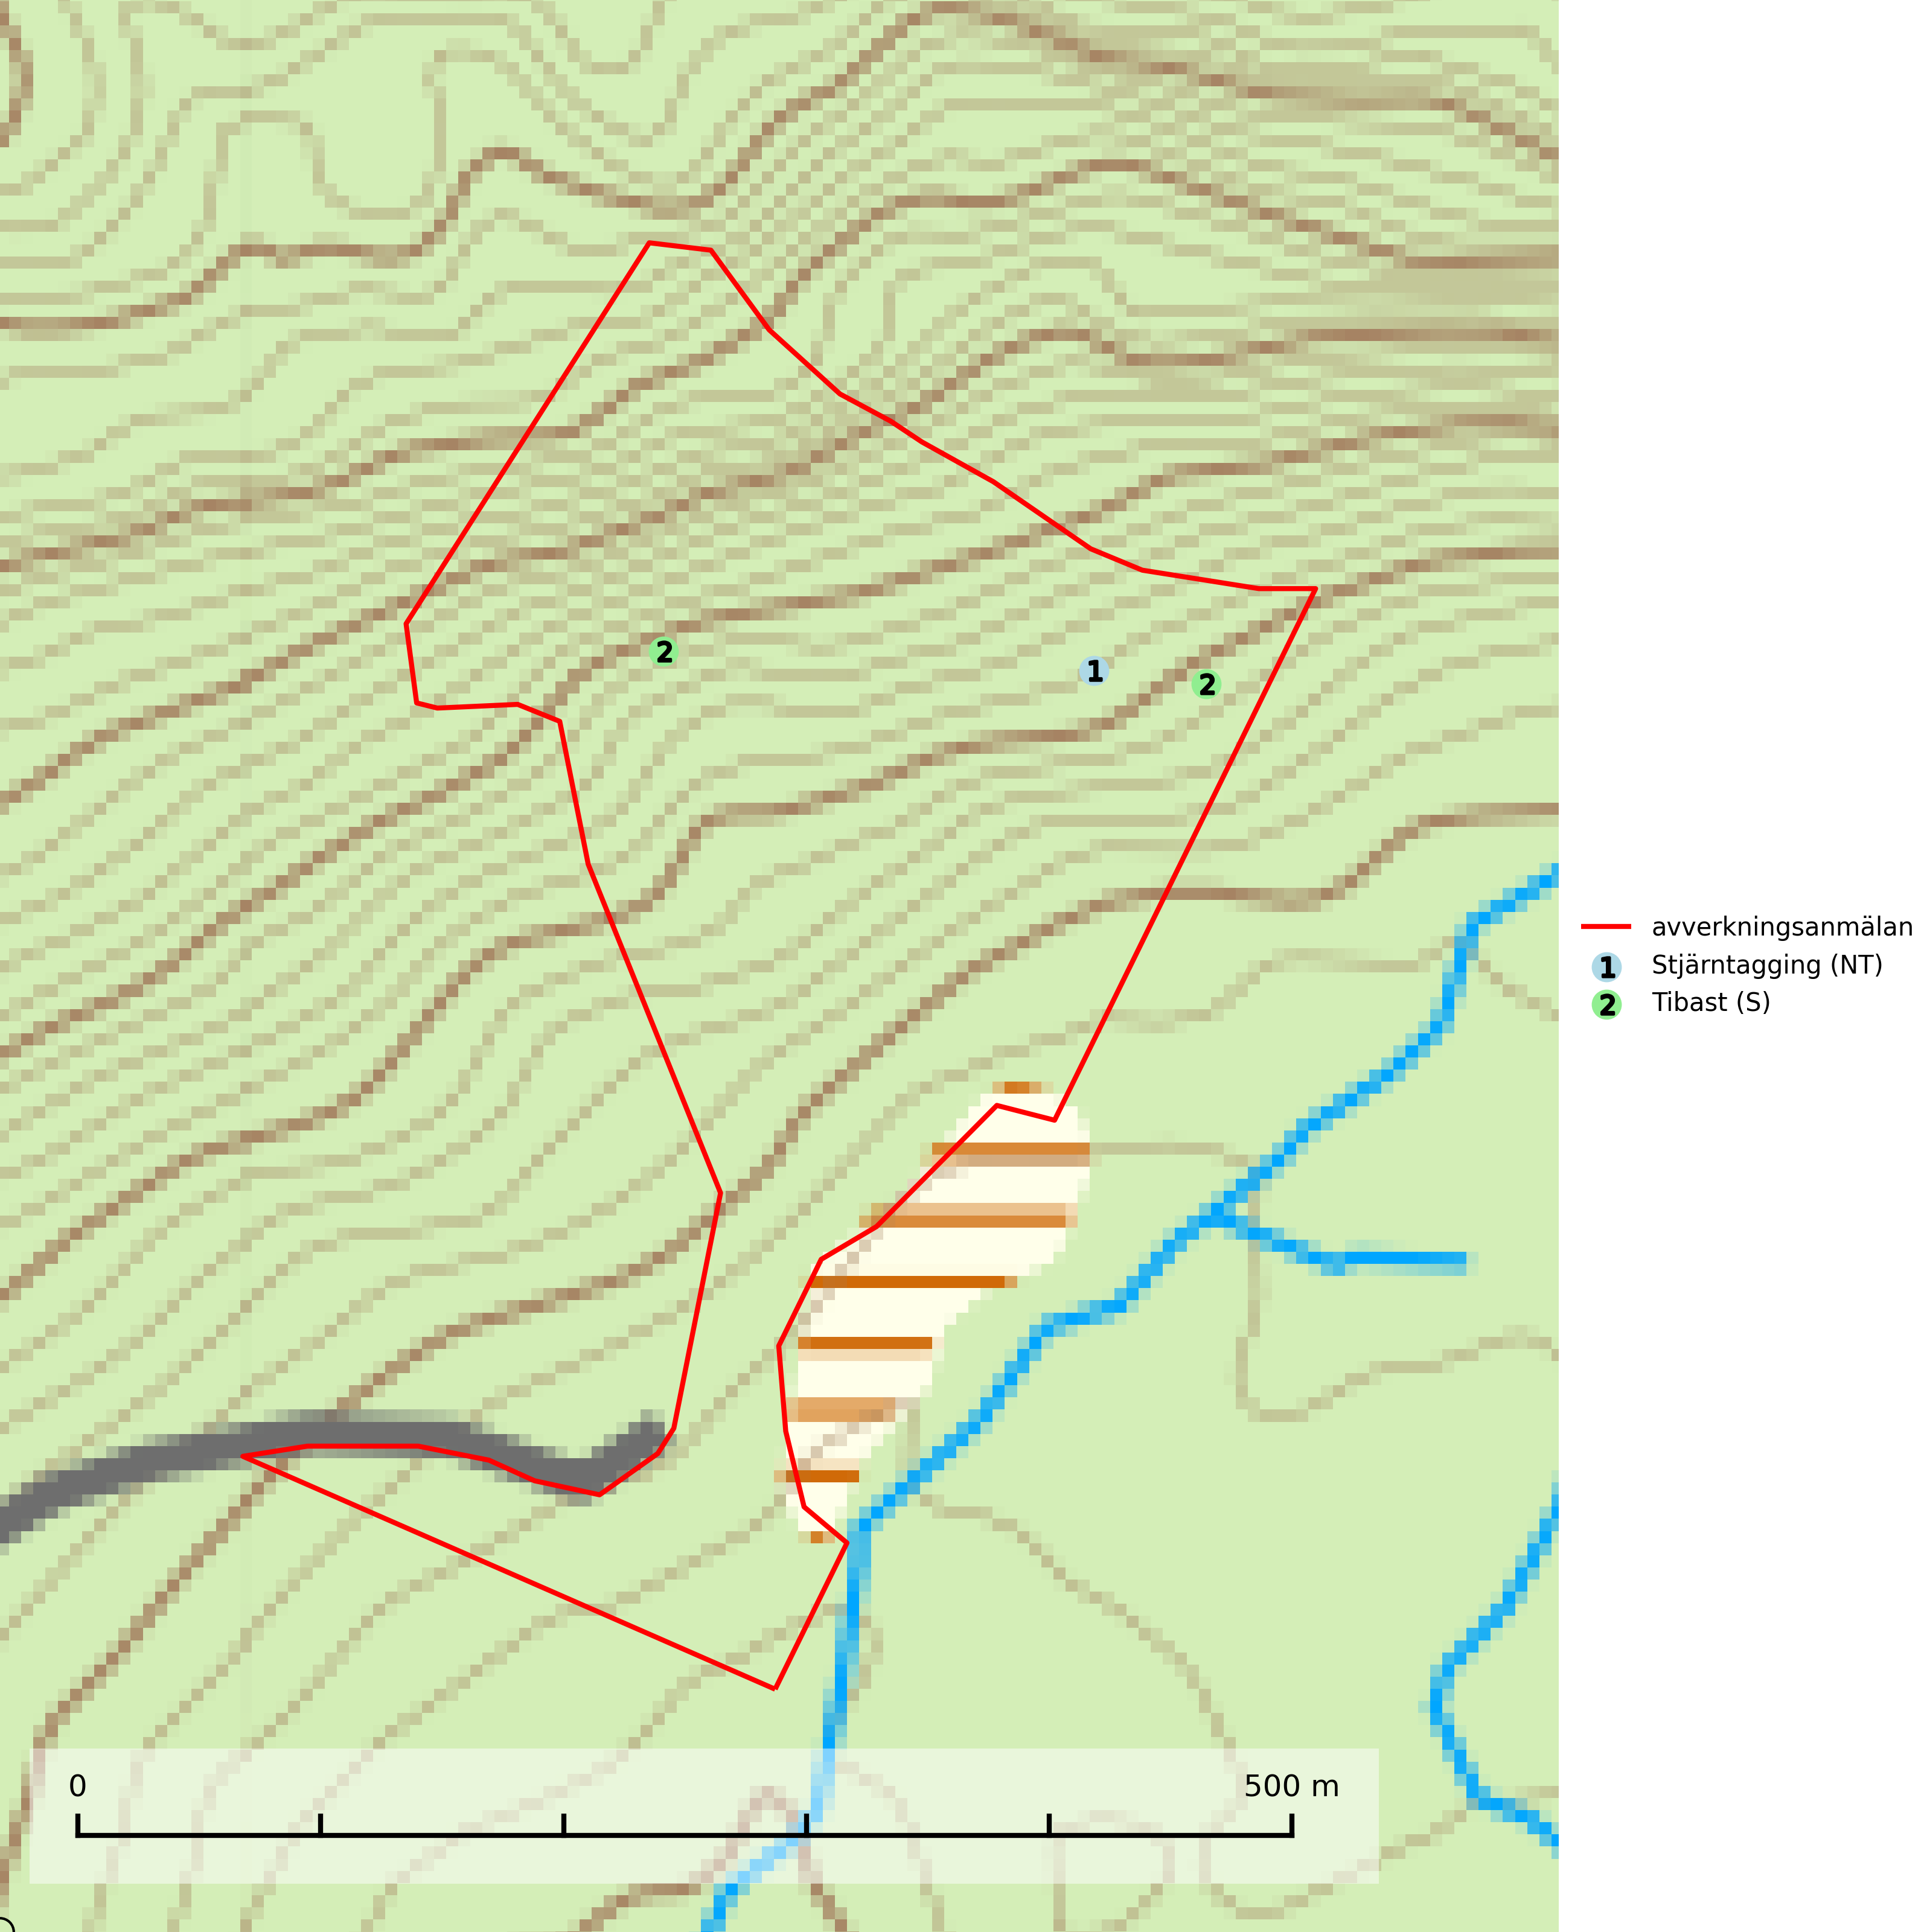 2
1
2
avverkningsanmälan
1 Stjärntagging (NT)
2 Tibast (S)
0 500 m